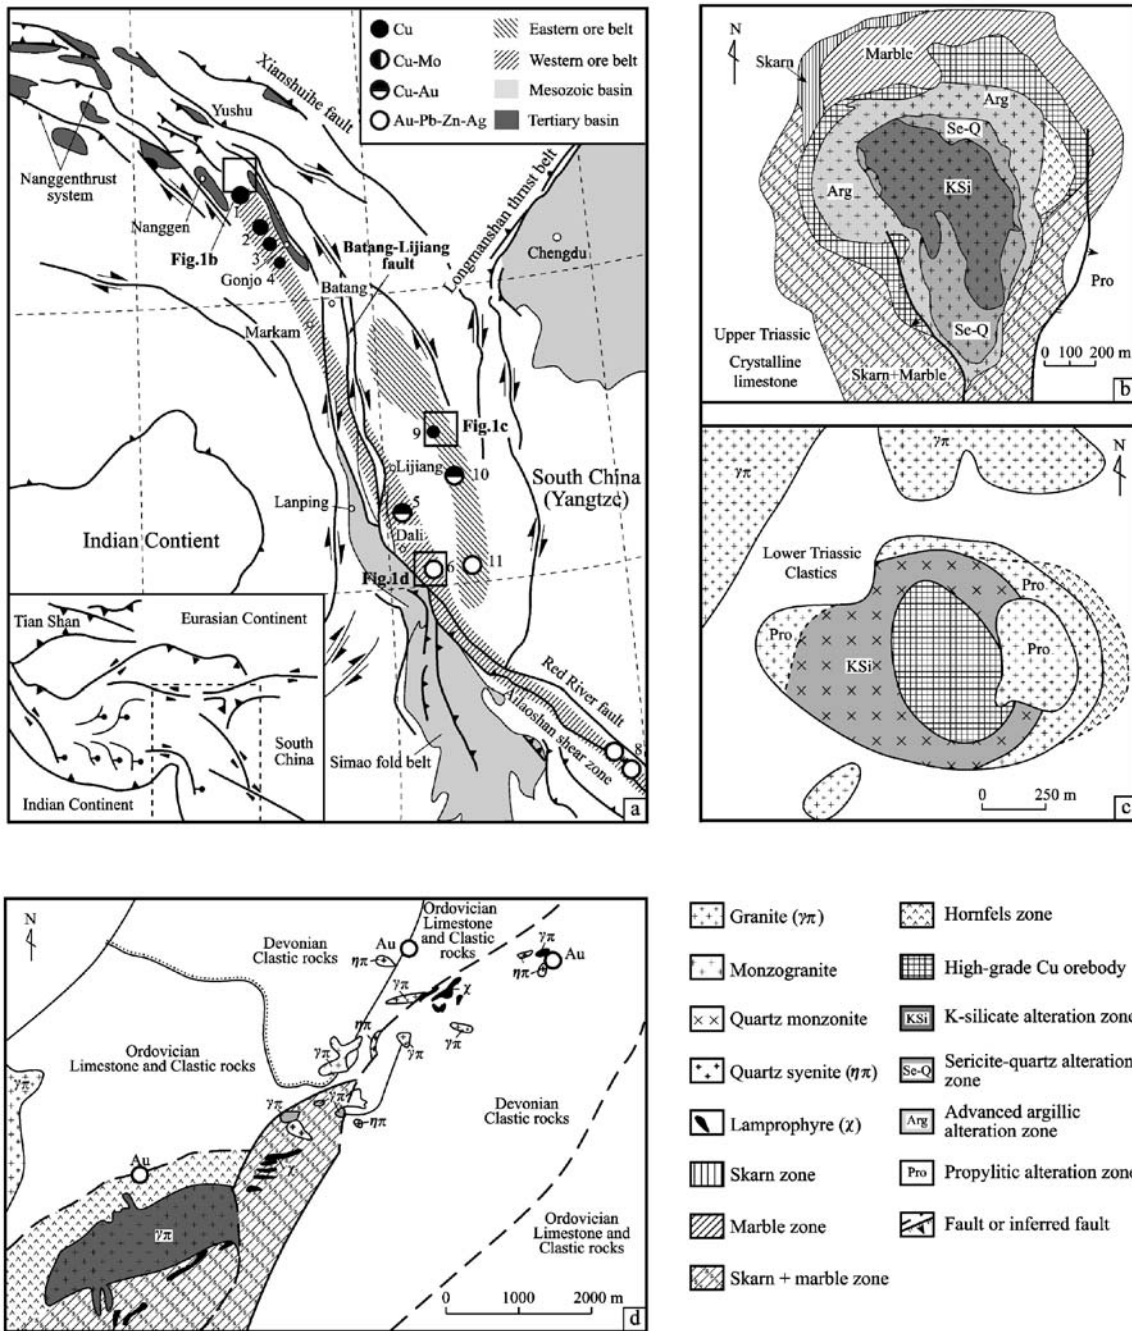 a
Cu
Cu-Mo
Cu-Au
Au-Pb-Zn-Ag
Eastern ore belt
Western ore belt
Mesozoic basin
Tertiary basin
Xianshuihe fault
Yushu
Nanggenthrust
system
Nanggen
Fig.1b
1
2
3
Gonjo 4
Batang-Lijiang
fault
Batang
Markam
Longmanshan thrmst belt
Chengdu
9
Fig.1c
Lijiang
10
South China
(Yangtze)
Lanping
5
Dali
Indian Contient
Fig.1d
6
11
Tian Shan
Eurasian Continent
South
China
Indian Continent
Red River fault
Ailaoshan shear zone
Simao fold belt
8
a
b
N
Skarn
Marble
Arg
Se-Q
KSi
Arg
Pro
Se-Q
Upper Triassic
Crystalline
limestone
Skarn+Marble
0 100 200 m
b
γπ
γπ
N
Lower Triassic
Clastics
Pro
Pro
Pro
KSi
0 250 m
c
N
Devonian
Clastic rocks
Au
ηπ
Ordovician
Limestone
and Clastic
rocks
γπ
Au
ηπ
γπ
χ
ηπ
γπ
γπ
γπ
Ordovician
Limestone and Clastic rocks
γπ
γπ
γπ
ηπ
Devonian
Clastic rocks
Au
χ
γπ
Ordovician
Limestone and
Clastic rocks
0 1000 2000 m
d
Granite (γπ)
Monzogranite
Quartz monzonite
Quartz syenite (ηπ)
Lamprophyre (χ)
Skarn zone
Marble zone
Skarn + marble zone
Hornfels zone
High-grade Cu orebody
KSi K-silicate alteration zone
Se-Q Sericite-quartz alteration
zone
Arg Advanced argillic
alteration zone
Pro Propylitic alteration zon
Fault or inferred fault